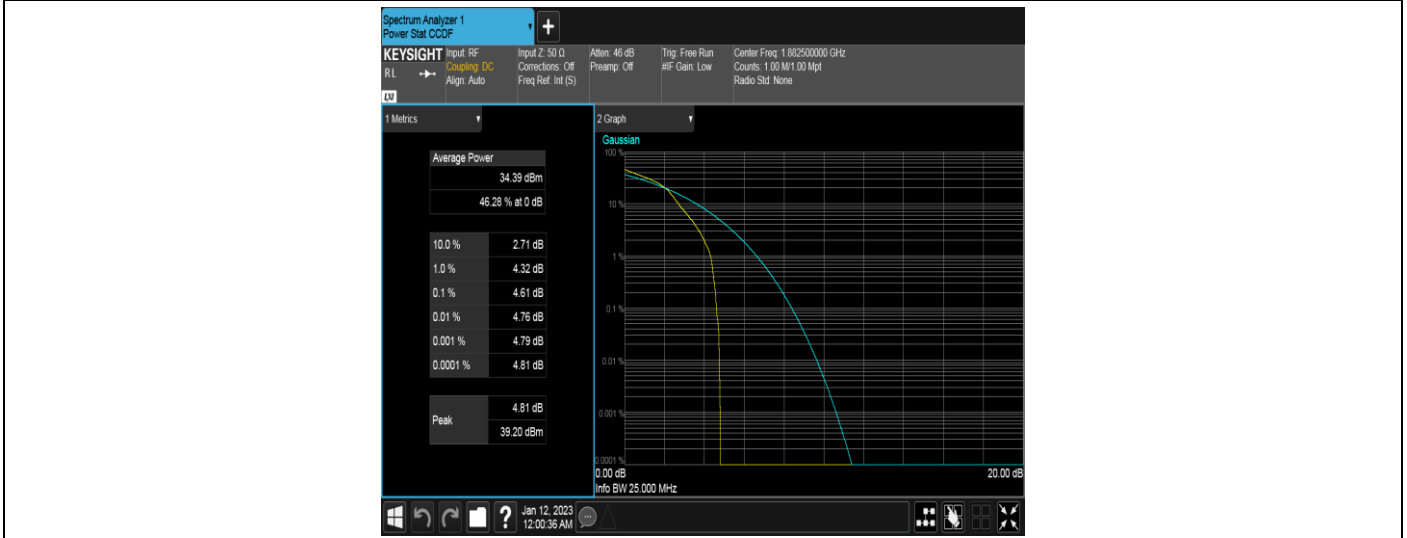 Spectrum Analyzer 1
Power Stat CCDF
+
KEYSIGHT Input: RF Input Z: 50 Ω Atten: 46 dB Trig: Free Run Center Freq: 1.882500000 GHz
RL Coupling: DC Corrections: Off Preamp: Off #IF Gain: Low Counts: 1.00 M/1.00 Mpt
Align: Auto Freq Ref: Int (S) Radio Std: None
LXI
1 Metrics
2 Graph
Gaussian
Average Power
34.39 dBm
46.28 % at 0 dB
10.0 % 2.71 dB
1.0 % 4.32 dB
0.1 % 4.61 dB
0.01 % 4.76 dB
0.001 % 4.79 dB
0.0001 % 4.81 dB
Peak 4.81 dB
39.20 dBm
100 %
10 %
1 %
0.1 %
0.01 %
0.001 %
0.0001 %
0.00 dB 20.00 dB
Info BW 25.000 MHz
? Jan 12, 2023
12:00:36 AM